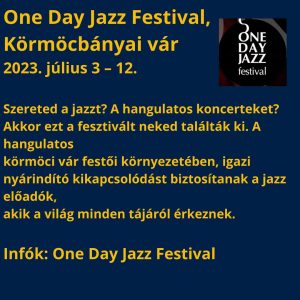 One Day Jazz Festival,
Körmöcbányai vár
2023. július 3 – 12.
ONE
DAY
JAZZ
festival
Szereted a jazzt? A hangulatos koncerteket?
Akkor ezt a fesztivált neked találták ki. A
hangulatos
körmöci vár festői környezetében, igazi
nyárindító kikapcsolódást biztosítanak a jazz
előadók,
akik a világ minden tájáról érkeznek.
Infók: One Day Jazz Festival